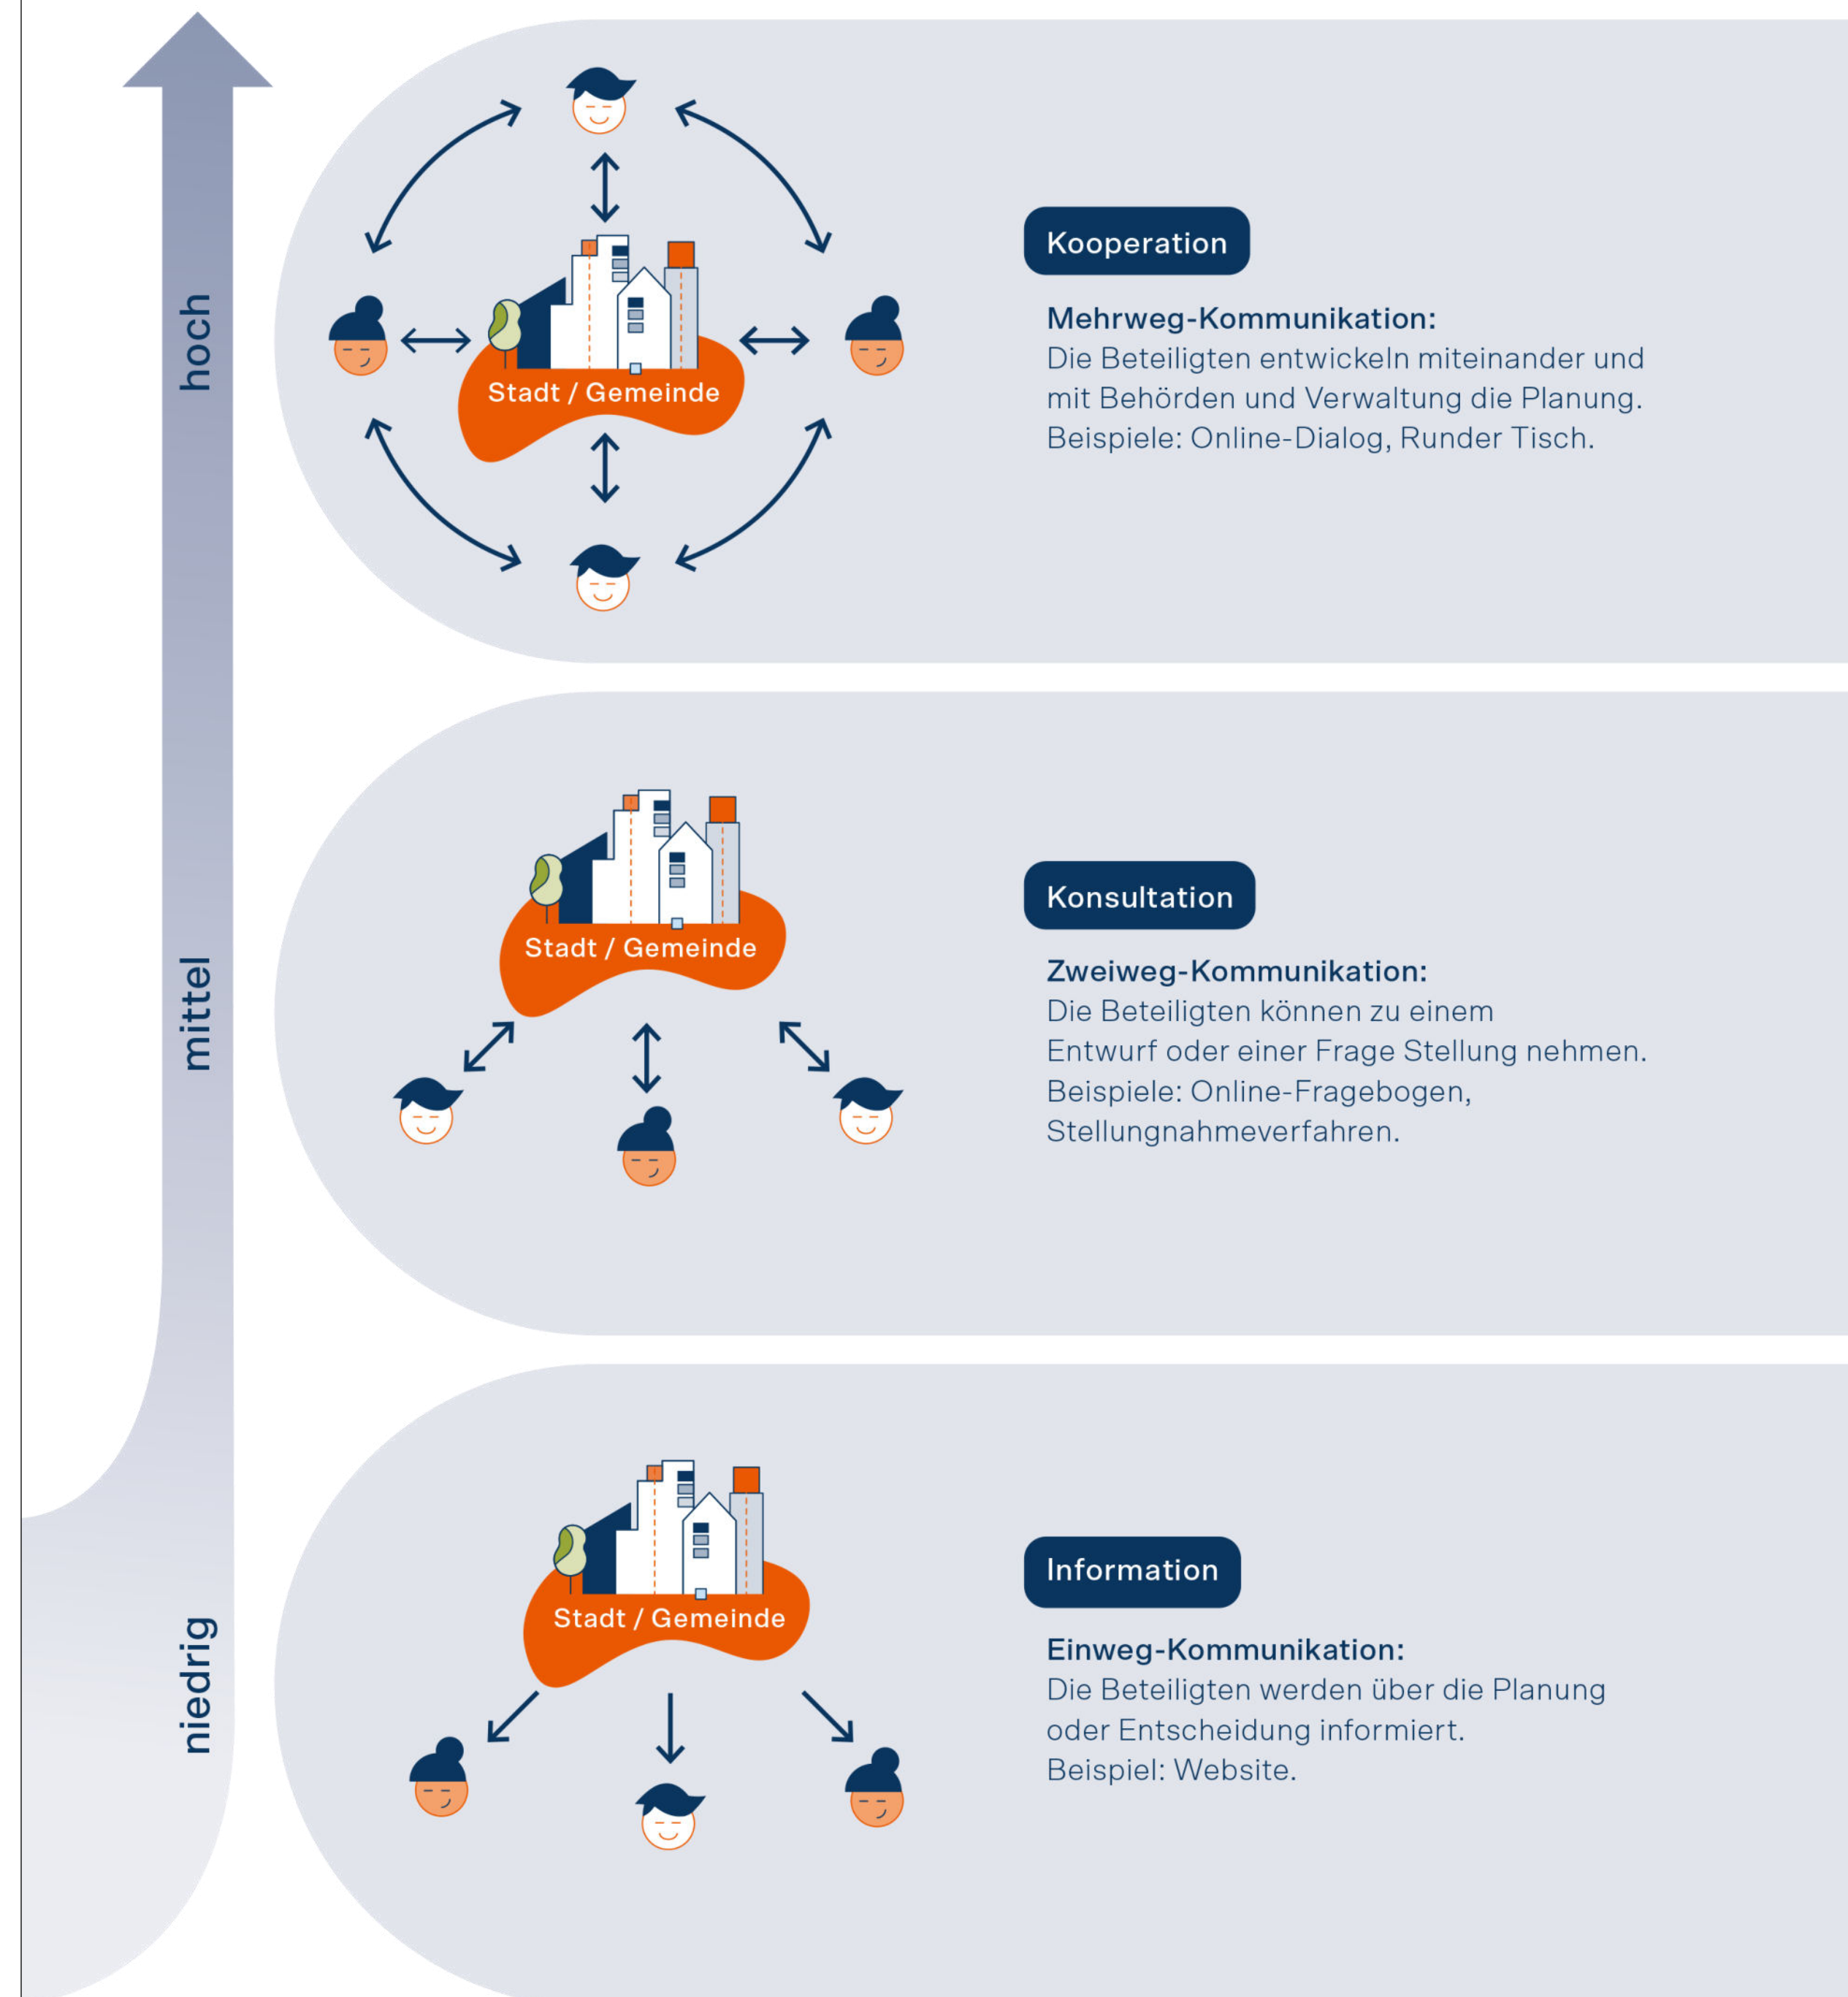 hoch
Stadt / Gemeinde
Kooperation
Mehrweg-Kommunikation:
Die Beteiligten entwickeln miteinander und
mit Behörden und Verwaltung die Planung.
Beispiele: Online-Dialog, Runder Tisch.
mittel
Stadt / Gemeinde
Konsultation
Zweiweg-Kommunikation:
Die Beteiligten können zu einem
Entwurf oder einer Frage Stellung nehmen.
Beispiele: Online-Fragebogen,
Stellungnahmeverfahren.
niedrig
Stadt / Gemeinde
Information
Einweg-Kommunikation:
Die Beteiligten werden über die Planung
oder Entscheidung informiert.
Beispiel: Website.